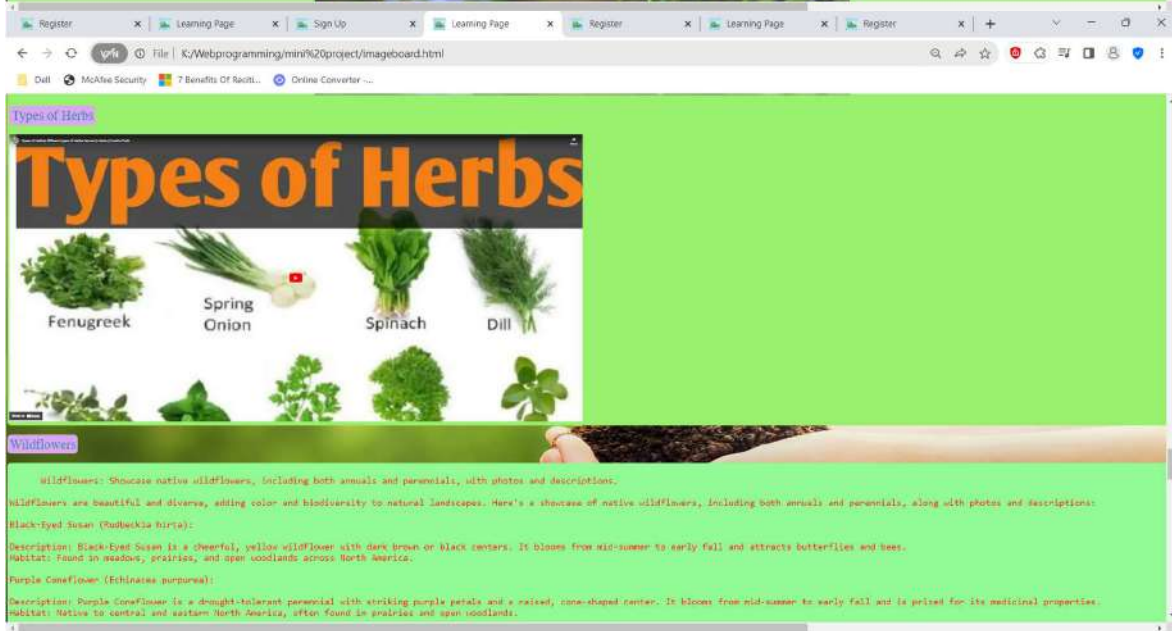 Register
Learning Page
Sign Up
Learning Page
Register
Learning Page
Register
VPN
File
K:/Webprogramming/mini%20project/imageboard.html
Dell
McAfee Security
7 Benefits Of Reciti...
Online Converter -...
Types of Herbs
Types of Herbs
Fenugreek
Spring
Onion
Spinach
Dill
Wildflowers
Wildflowers: Showcase native wildflowers, including both annuals and perennials, with photos and descriptions.
Wildflowers are beautiful and diverse, adding color and biodiversity to natural landscapes. Here's a showcase of native wildflowers, including both annuals and perennials, along with photos and descriptions:
Black-Eyed Susan (Rudbeckia hirta):
Description: Black-Eyed Susan is a cheerful, yellow wildflower with dark brown or black centers. It blooms from mid-summer to early fall and attracts butterflies and bees.
Habitat: Found in meadows, prairies, and open woodlands across North America.
Purple Coneflower (Echinacea purpurea):
Description: Purple Coneflower is a drought-tolerant perennial with striking purple petals and a raised, cone-shaped center. It blooms from mid-summer to early fall and is prized for its medicinal properties.
Habitat: Native to central and eastern North America, often found in prairies and open woodlands.